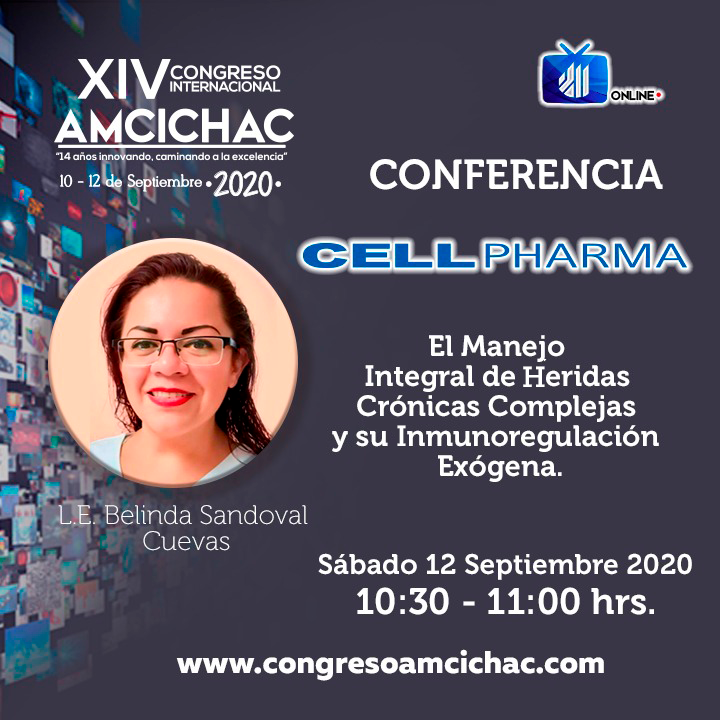 XIV CONGRESO
INTERNACIONAL
AMCICHAC
"14 años innovando, caminando a la excelencia"
10 - 12 de Septiembre •2020•
ONLINE
CONFERENCIA
CELLPHARMA
El Manejo
Integral de Heridas
Crónicas Complejas
y su Inmunoregulación
Exógena.
L.E. Belinda Sandoval
Cuevas
Sábado 12 Septiembre 2020
10:30 - 11:00 hrs.
www.congresoamcichac.com